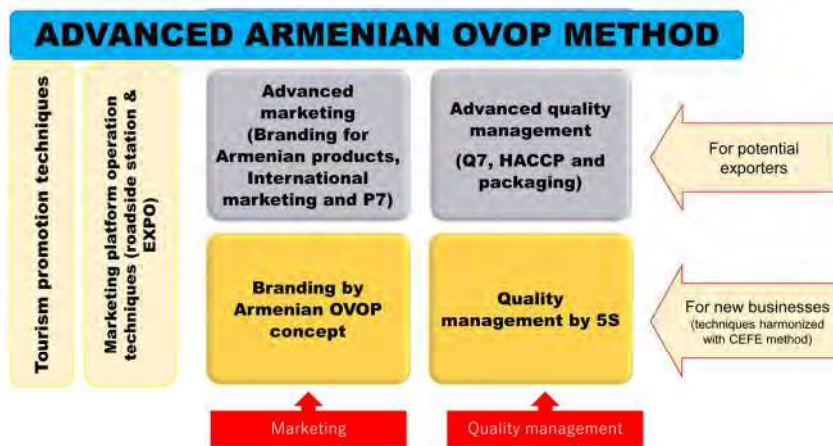 ADVANCED ARMENIAN OVOP METHOD
Tourism promotion techniques
Marketing platform operation
techniques (roadside station &
EXPO)
Advanced
marketing
(Branding for
Armenian products,
International
marketing and P7)
Advanced quality
management
(Q7, HACCP and
packaging)
For potential
exporters
Branding by
Armenian OVOP
concept
Quality
management by 5S
For new businesses
(techniques harmonized
with CEFE method)
Marketing
Quality management